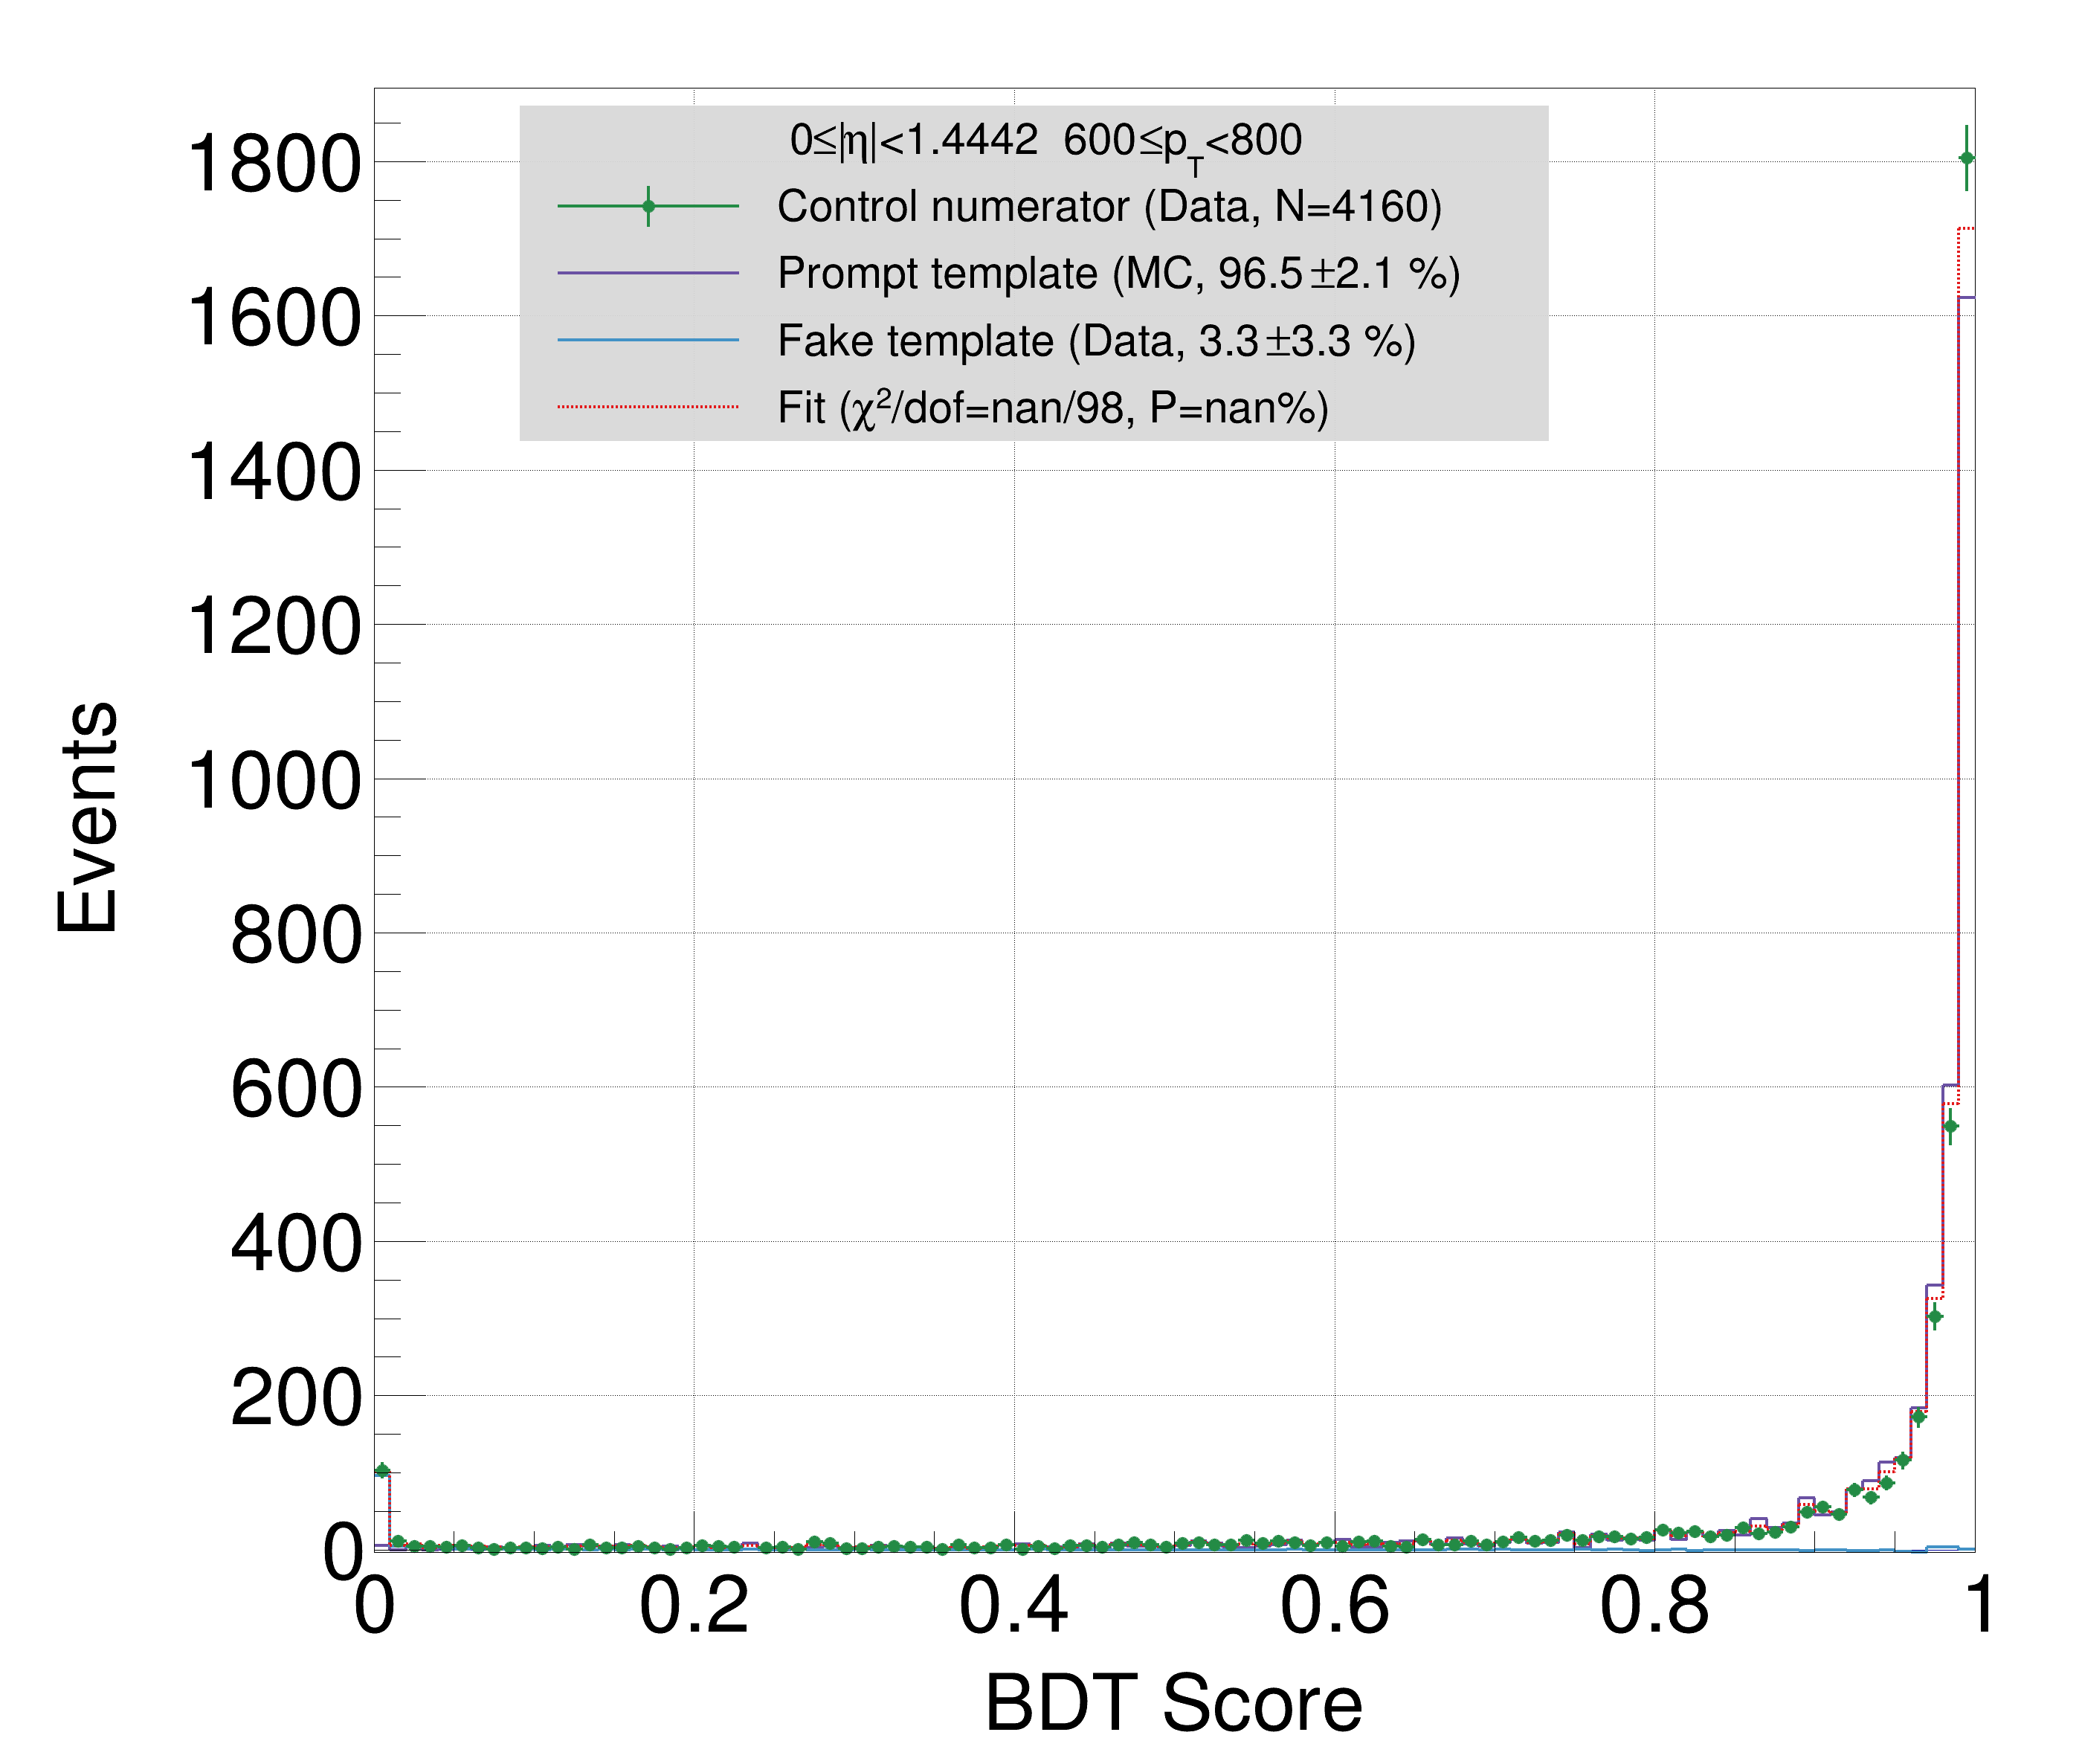 0≤|η|<1.4442 600≤pT<800
Control numerator (Data, N=4160)
Prompt template (MC, 96.5±2.1 %)
Fake template (Data, 3.3±3.3 %)
Fit (χ²/dof=nan/98, P=nan%)
1800
1600
1400
1200
1000
800
600
400
200
0
Events
0 0.2 0.4 0.6 0.8 1
BDT Score